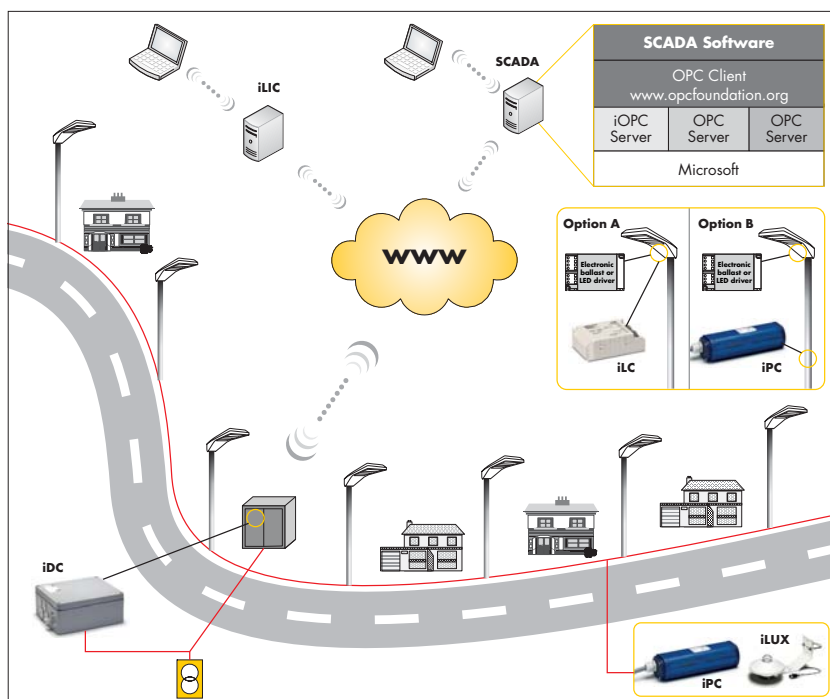 iLIC
SCADA
SCADA Software
OPC Client
www.opcfoundation.org
iOPC
Server
OPC
Server
OPC
Server
Microsoft
www
Option A
Electronic
ballast or
LED driver
iLC
Option B
Electronic
ballast or
LED driver
iPC
iDC
iPC
iLUX